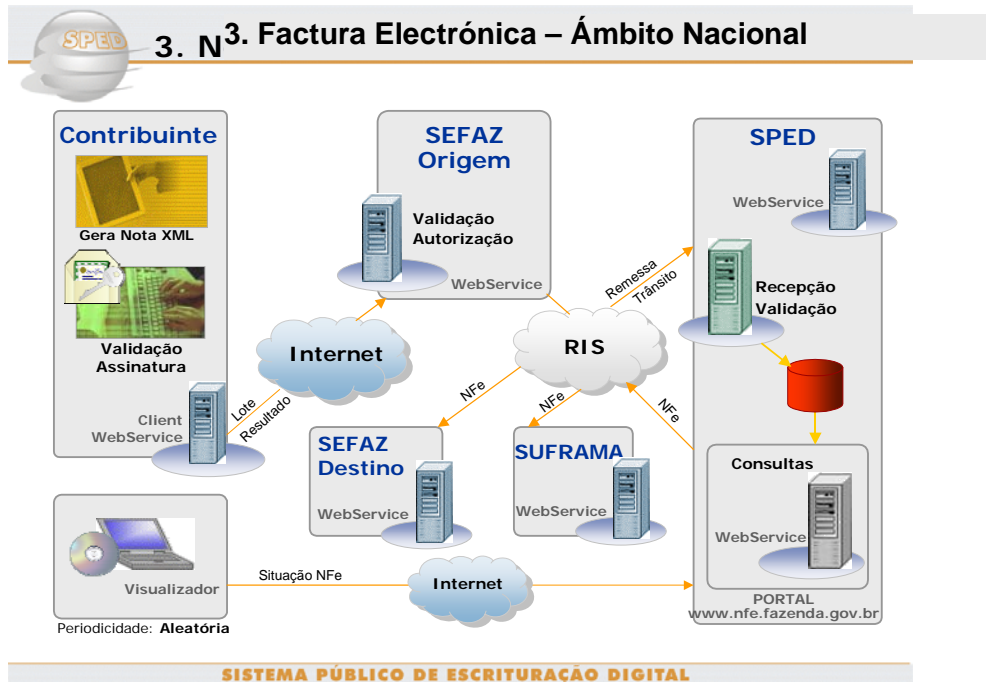 SPED
3. N
3. Factura Electrónica – Ámbito Nacional
Contribuinte
Gera Nota XML
Validação
Assinatura
Client
WebService
Lote
Resultado
Internet
SEFAZ
Origem
Validação
Autorização
WebService
RIS
Remessa
Trânsito
NFe
NFe
NFe
SEFAZ
Destino
WebService
SUFRAMA
WebService
SPED
WebService
Recepção
Validação
Consultas
WebService
PORTAL
www.nfe.fazenda.gov.br
Visualizador
Situação NFe
Internet
Periodicidade: Aleatória
SISTEMA PÚBLICO DE ESCRITURAÇÃO DIGITAL